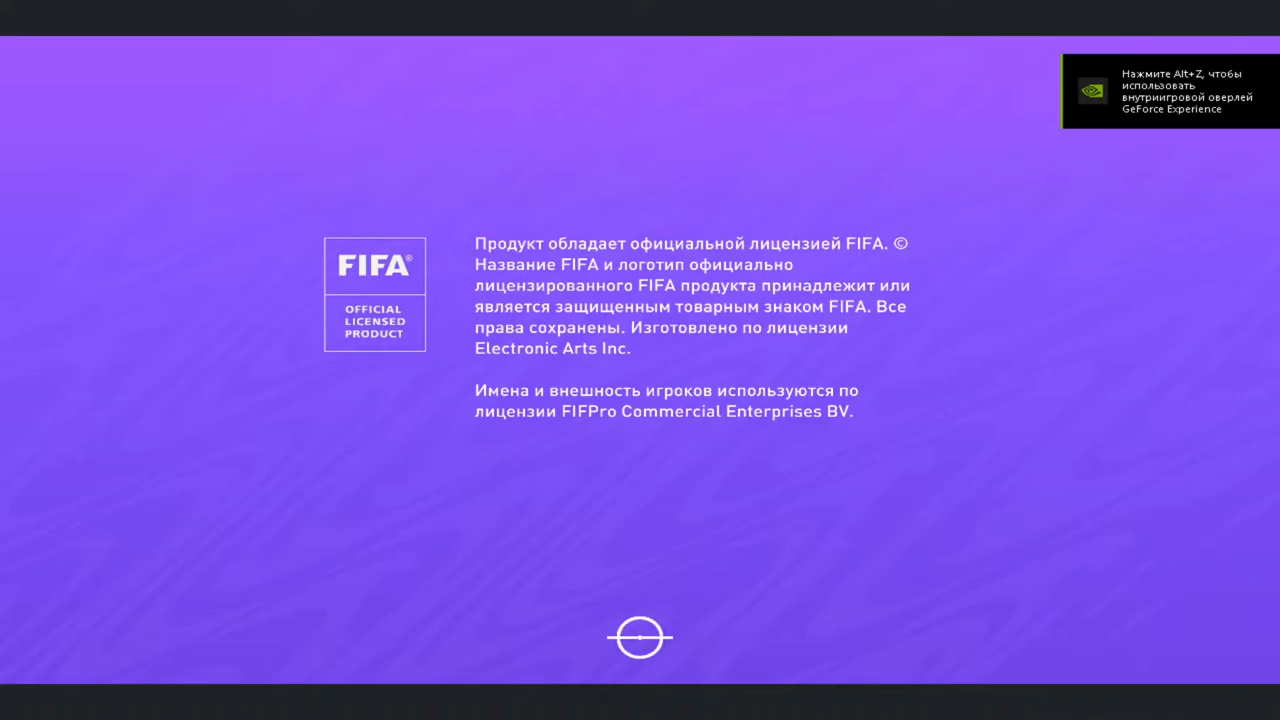 Нажмите Alt+Z, чтобы
использовать
внутриигровой оверлей
GeForce Experience
FIFA®
OFFICIAL
LICENSED
PRODUCT
Продукт обладает официальной лицензией FIFA. ©
Название FIFA и логотип официально
лицензированного FIFA продукта принадлежит или
является защищенным товарным знаком FIFA. Все
права сохранены. Изготовлено по лицензии
Electronic Arts Inc.
Имена и внешность игроков используются по
лицензии FIFPro Commercial Enterprises BV.